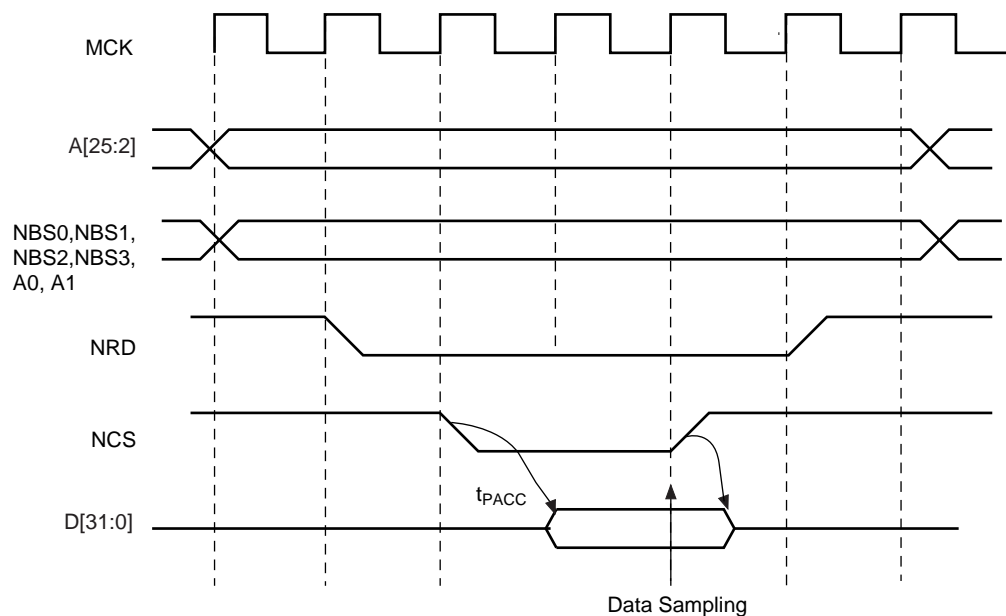 MCK
A[25:2]
NBS0,NBS1,
NBS2,NBS3,
A0, A1
NRD
NCS
tPACC
D[31:0]
Data Sampling